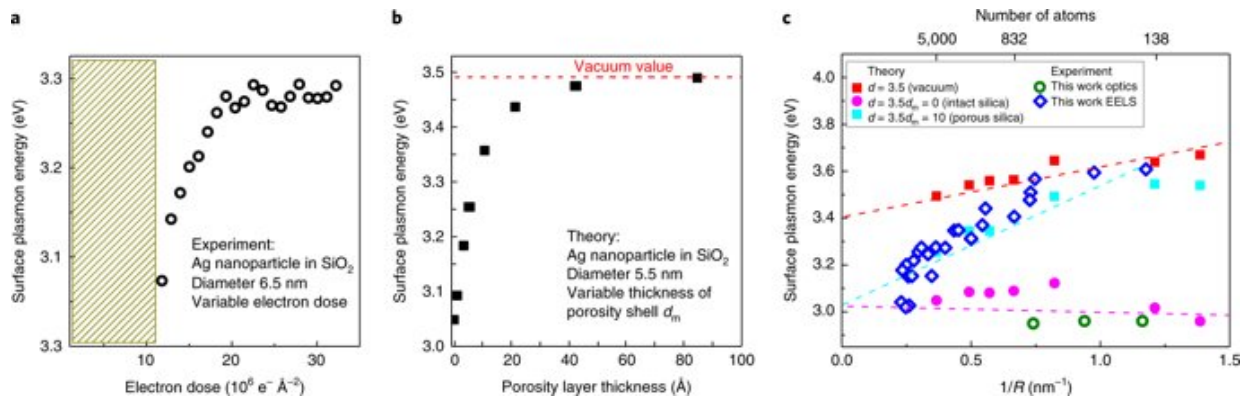 a
Surface plasmon energy (eV)
3.3
3.2
3.1
3.3
10
20
30
Electron dose (10⁶ e⁻ Å⁻²)
Experiment:
Ag nanoparticle in SiO₂
Diameter 6.5 nm
Variable electron dose
b
Surface plasmon energy (eV)
3.5
3.4
3.3
3.2
3.1
3.0
0
20
40
60
80
100
Porosity layer thickness (Å)
Vacuum value
Theory:
Ag nanoparticle in SiO₂
Diameter 5.5 nm
Variable thickness of
porosity shell dₘ
c
Number of atoms
5,000
832
138
Surface plasmon energy (eV)
4.0
3.8
3.6
3.4
3.2
3.0
2.8
0
0.5
1.0
1.5
1/R (nm⁻¹)
Theory
d = 3.5 (vacuum)
d = 3.5dₘ = 0 (intact silica)
d = 3.5dₘ = 10 (porous silica)
Experiment
This work optics
This work EELS